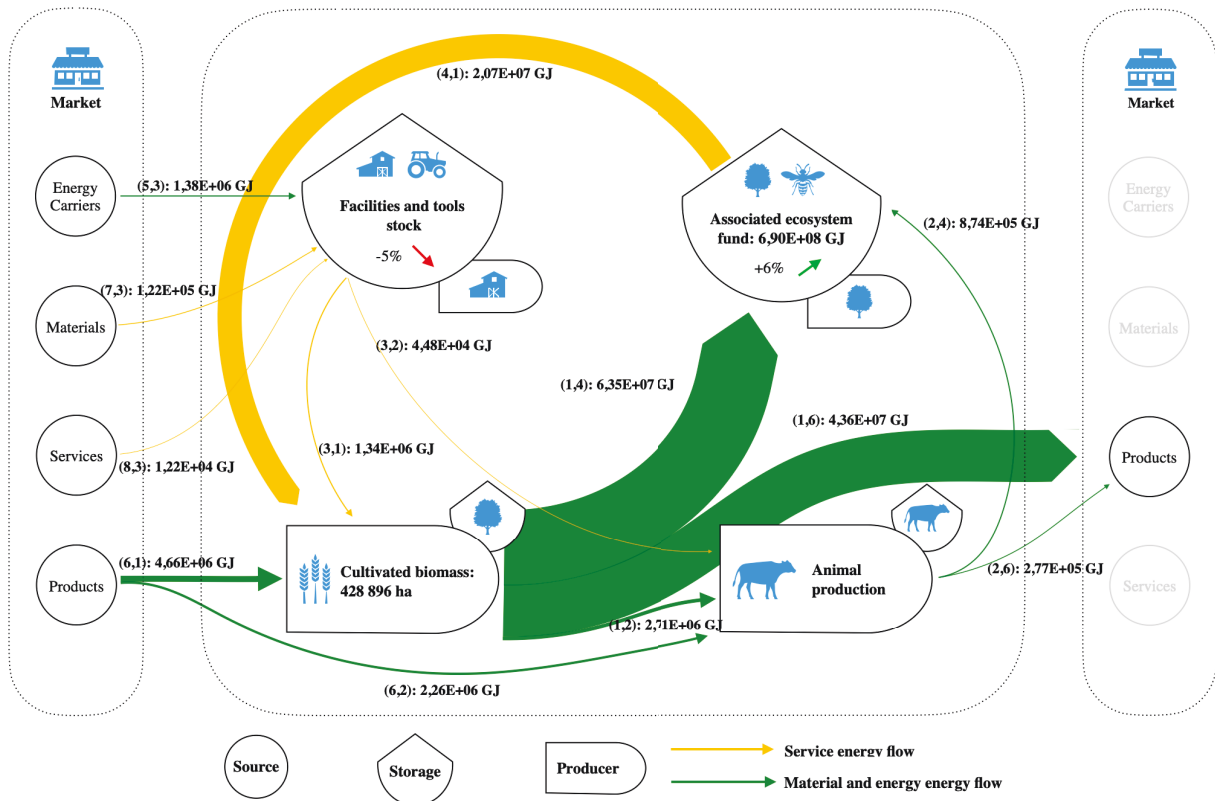 Market
Energy
Carriers
Materials
Services
Products
(5,3): 1,38E+06 GJ
(7,3): 1,22E+05 GJ
(8,3): 1,22E+04 GJ
(6,1): 4,66E+06 GJ
(6,2): 2,26E+06 GJ
(4,1): 2,07E+07 GJ
Facilities and tools
stock
-5%
(3,2): 4,48E+04 GJ
(3,1): 1,34E+06 GJ
Associated ecosystem
fund: 6,90E+08 GJ
+6%
(2,4): 8,74E+05 GJ
(1,4): 6,35E+07 GJ
(1,6): 4,36E+07 GJ
Cultivated biomass:
428 896 ha
(1,2): 2,71E+06 GJ
Animal
production
(2,6): 2,77E+05 GJ
Market
Energy
Carriers
Materials
Products
Services
Source
Storage
Producer
Service energy flow
Material and energy energy flow